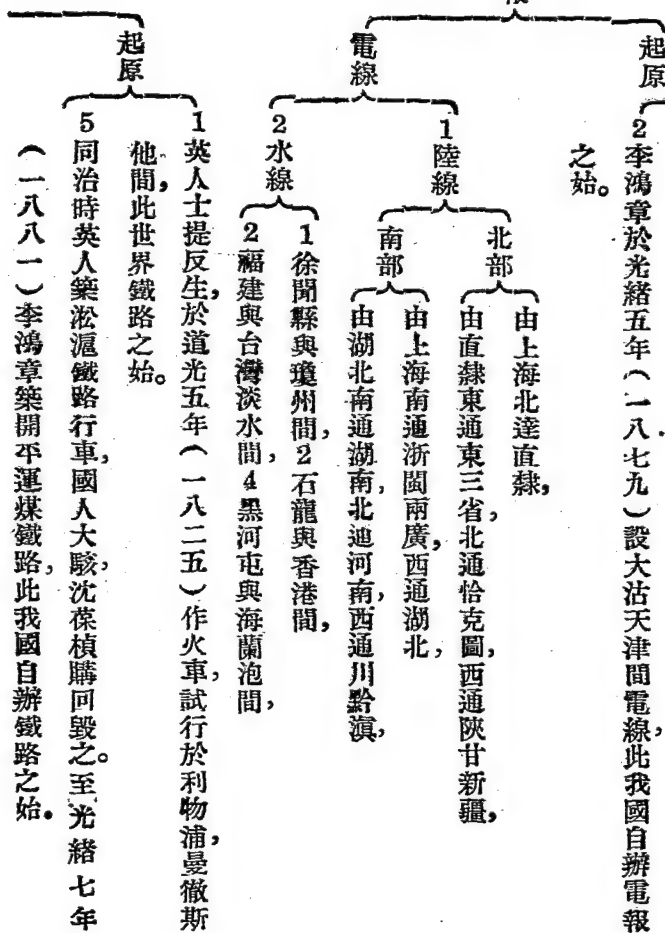 起原
2李鴻章於光緒五年(一八七九)設大沽天津間電線,此我國自辦電報
之始。
電線
1陸線
北部
由上海北達直隸,
由直隸東通東三省,北通恰克圖,西通陝甘新疆,
南部
由上海南通浙閩兩廣,西通湖北,
由湖北南通湖南,北迪河南,西通川黔滇,
2水線
1徐聞縣與瓊州間,2石龍與香港間,
2福建與台灣淡水間,4黑河屯與海蘭泡間,
起原
1英人士提反生,於道光五年(一八二五)作火車,試行於利物浦曼徹斯
他間,此世界鐵路之始。
5同治時英人築淞滬鐵路行車,國人大駭,沈葆楨購回毀之。至光緒七年
(一八八一)李鴻章築開平運煤鐵路,此我國自辦鐵路之始.